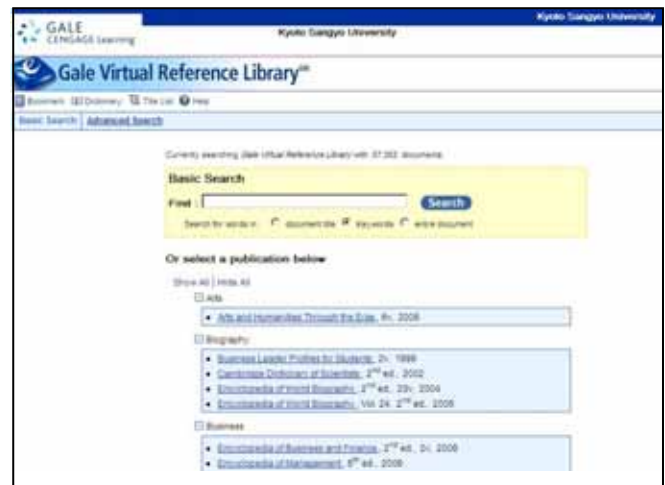 Kyoto Sangyo University
GALE
CENGAGE Learning
Kyoto Sangyo University
Gale Virtual Reference Library
Bookmark Dictionary Title List Help
Basic Search Advanced Search
Currently searching Gale Virtual Reference Library with documents
Basic Search
Find : Search
Search for words in : document title keywords entire document
Or select a publication below
Show All | Hide All
Arts
Arts and Humanities Through the Eras, 2005
Biography
Business Leader Profiles for Students, 2v, 1999
Cambridge Dictionary of Scientists, 2nd ed., 2002
Encyclopedia of World Biography, 2nd ed., 23v, 2004
Encyclopedia of World Biography, Vol 24, 2nd ed., 2005
Business
Encyclopedia of Business and Finance, 2nd ed., 2v, 2006
Encyclopedia of Management, 5th ed., 2006